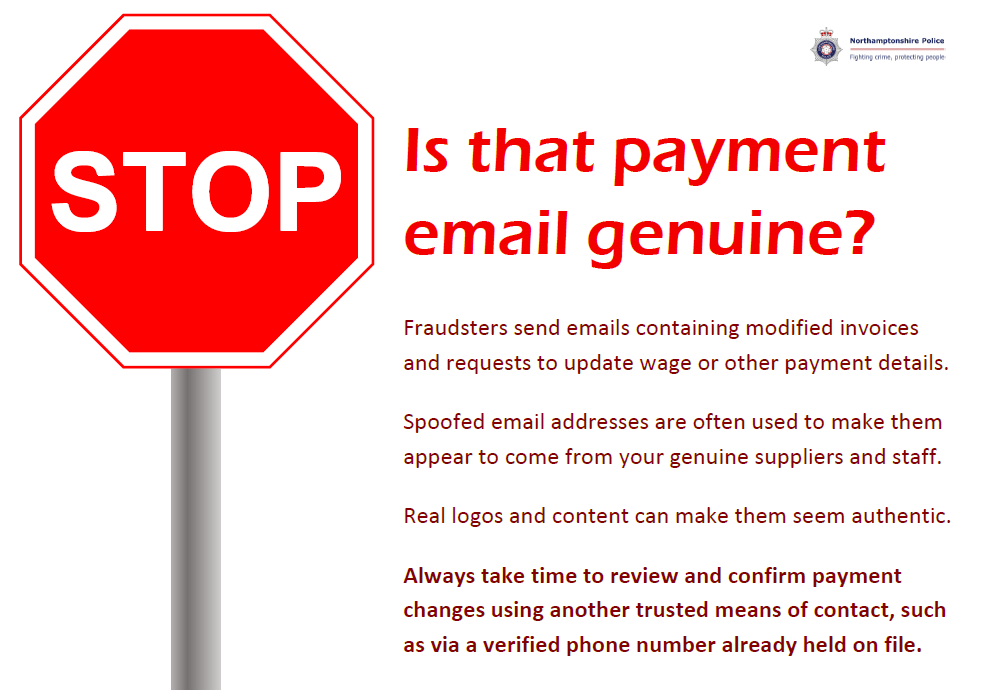 Northamptonshire Police
Fighting crime, protecting people
STOP
Is that payment
email genuine?
Fraudsters send emails containing modified invoices
and requests to update wage or other payment details.
Spoofed email addresses are often used to make them
appear to come from your genuine suppliers and staff.
Real logos and content can make them seem authentic.
Always take time to review and confirm payment
changes using another trusted means of contact, such
as via a verified phone number already held on file.